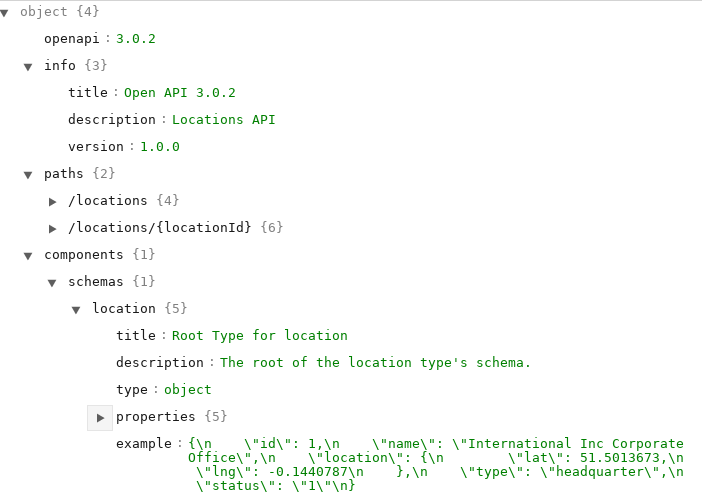 object {4}
openapi : 3.0.2
info {3}
title : Open API 3.0.2
description : Locations API
version : 1.0.0
paths {2}
/locations {4}
/locations/{locationId} {6}
components {1}
schemas {1}
location {5}
title : Root Type for location
description : The root of the location type's schema.
type : object
properties {5}
example : {\n    \"id\": 1,\n    \"name\": \"International Inc Corporate
Office\",\n    \"location\": {\n        \"lat\": 51.5013673,\n
\"lng\": -0.1440787\n    },\n    \"type\": \"headquarter\",\n
\"status\": \"1\"\n}